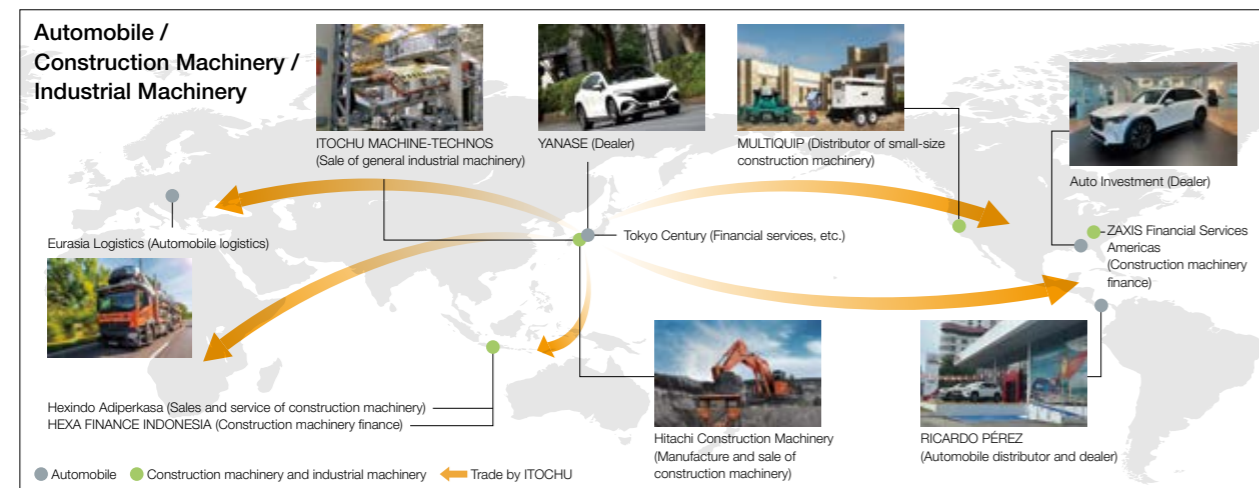 Automobile /
Construction Machinery /
Industrial Machinery
ITOCHU MACHINE-TECHNOS
(Sale of general industrial machinery)
YANASE (Dealer)
MULTIQUIP (Distributor of small-size
construction machinery)
Auto Investment (Dealer)
Eurasia Logistics (Automobile logistics)
Tokyo Century (Financial services, etc.)
ZAXIS Financial Services
Americas
(Construction machinery
finance)
Hexindo Adiperkasa (Sales and service of construction machinery)
HEXA FINANCE INDONESIA (Construction machinery finance)
Hitachi Construction Machinery
(Manufacture and sale of
construction machinery)
RICARDO PÉREZ
(Automobile distributor and dealer)
Automobile
Construction machinery and industrial machinery
Trade by ITOCHU